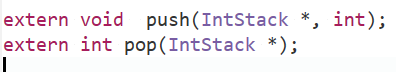 extern void  push(IntStack *, int);
extern int pop(IntStack *);